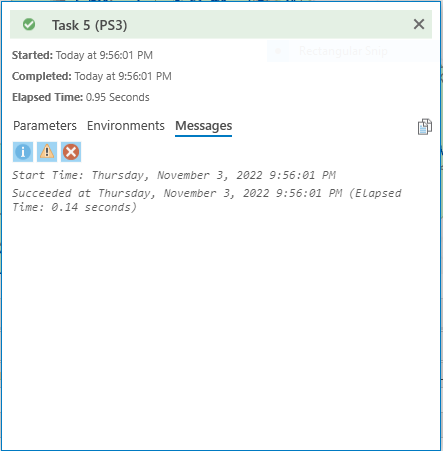 Task 5 (PS3)
Rectangular Snip
Started: Today at 9:56:01 PM
Completed: Today at 9:56:01 PM
Elapsed Time: 0.95 Seconds
Parameters Environments Messages
Start Time: Thursday, November 3, 2022 9:56:01 PM
Succeeded at Thursday, November 3, 2022 9:56:01 PM (Elapsed
Time: 0.14 seconds)